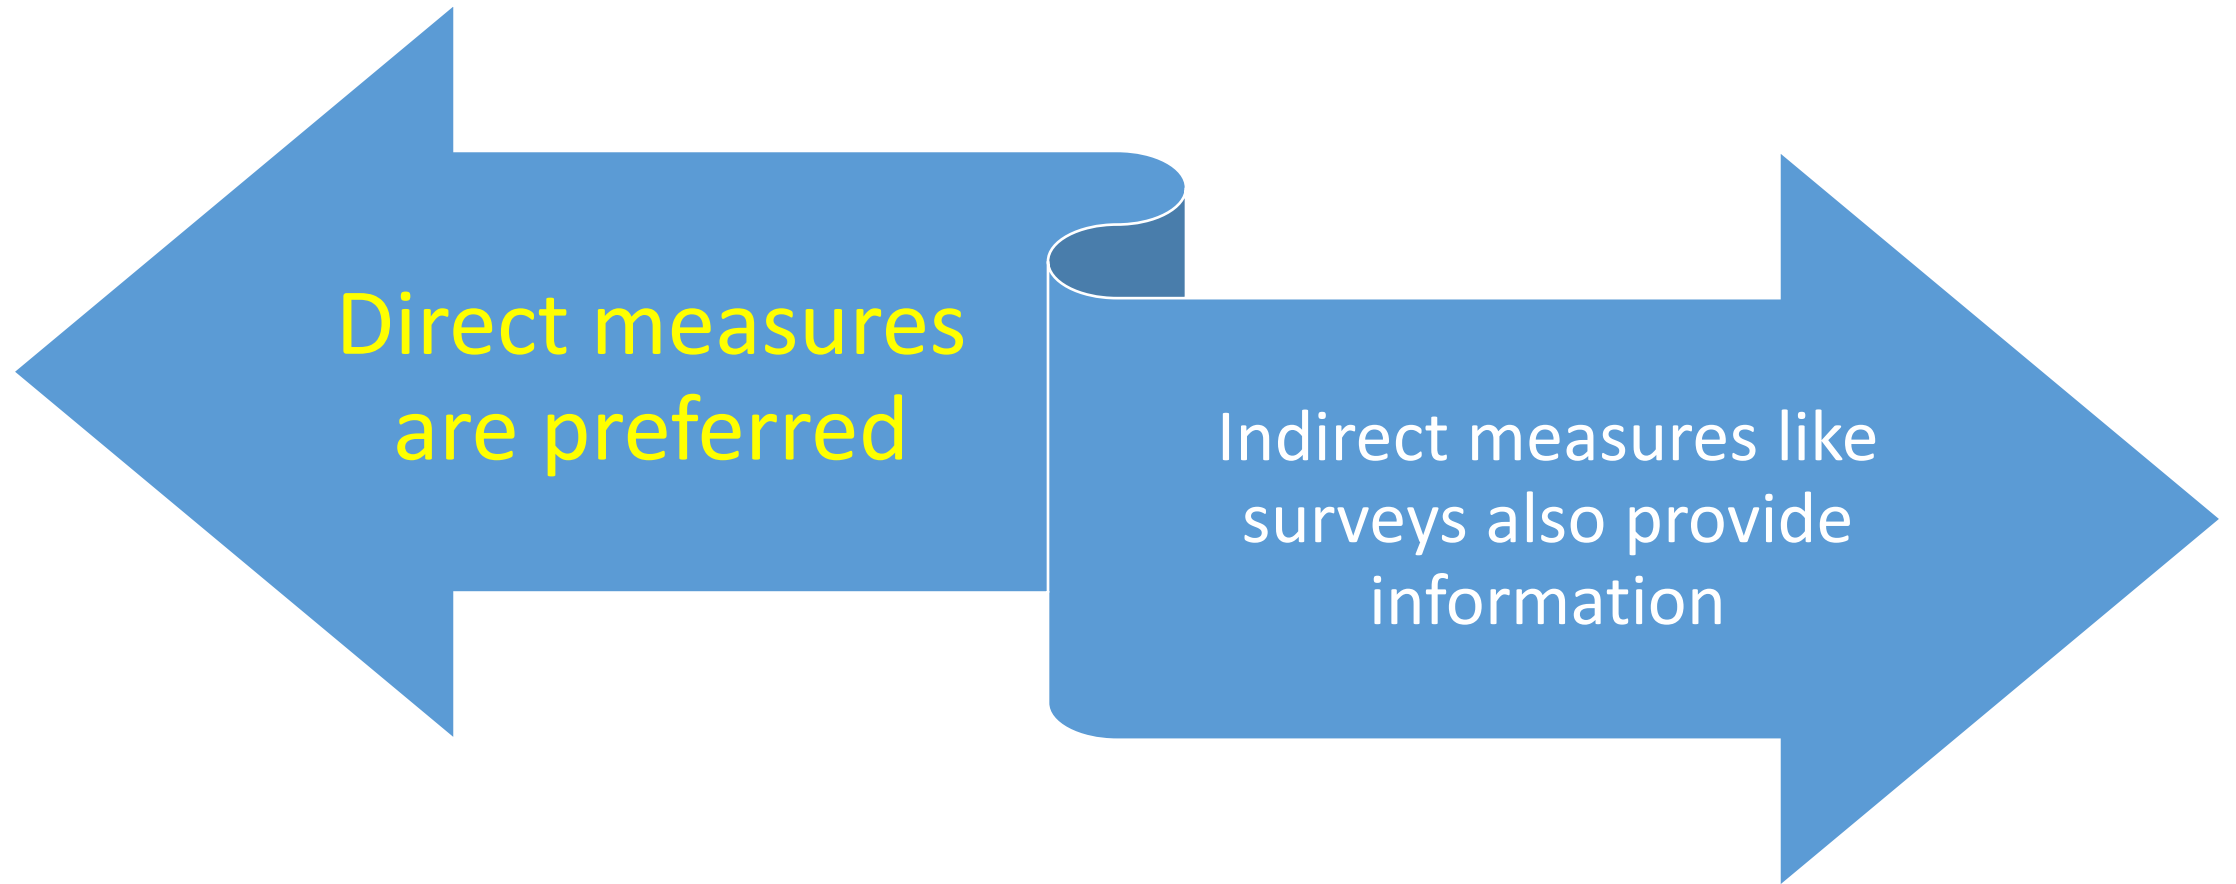 Direct measures
are preferred
Indirect measures like
surveys also provide
information